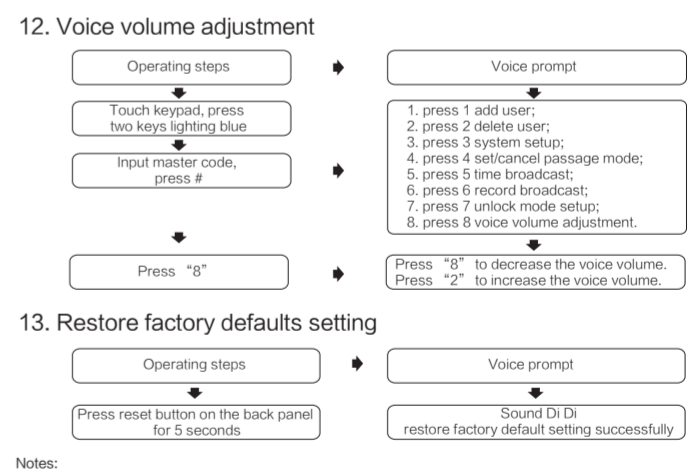 12. Voice volume adjustment
Operating steps
Voice prompt
Touch keypad, press
two keys lighting blue
Input master code,
press #
1. press 1 add user;
2. press 2 delete user;
3. press 3 system setup;
4. press 4 set/cancel passage mode;
5. press 5 time broadcast;
6. press 6 record broadcast;
7. press 7 unlock mode setup;
8. press 8 voice volume adjustment.
Press “8”
Press “8” to decrease the voice volume.
Press “2” to increase the voice volume.
13. Restore factory defaults setting
Operating steps
Voice prompt
Press reset button on the back panel
for 5 seconds
Sound Di Di
restore factory default setting successfully
Notes: